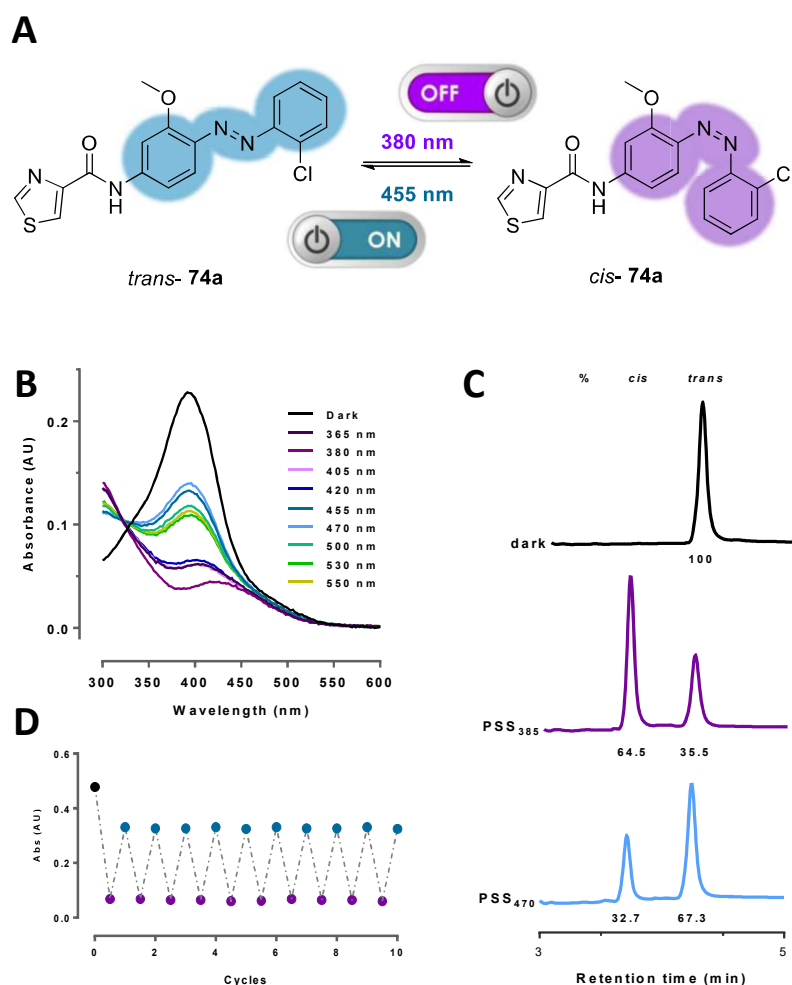 A
OFF
380 nm
455 nm
ON
O
N
N
Cl
N
S
O
N
H
trans- 74a
O
N
N
Cl
N
S
O
N
H
cis- 74a
B
Absorbance (AU)
0.2
0.1
0.0
300 350 400 450 500 550 600
Wavelength (nm)
Dark
365 nm
380 nm
405 nm
420 nm
455 nm
470 nm
500 nm
530 nm
550 nm
C
% cis trans
dark
100
PSS385
64.5 35.5
PSS470
32.7 67.3
3 5
Retention time (min)
D
Abs (AU)
0.6
0.4
0.2
0.0
0 2 4 6 8 10
Cycles